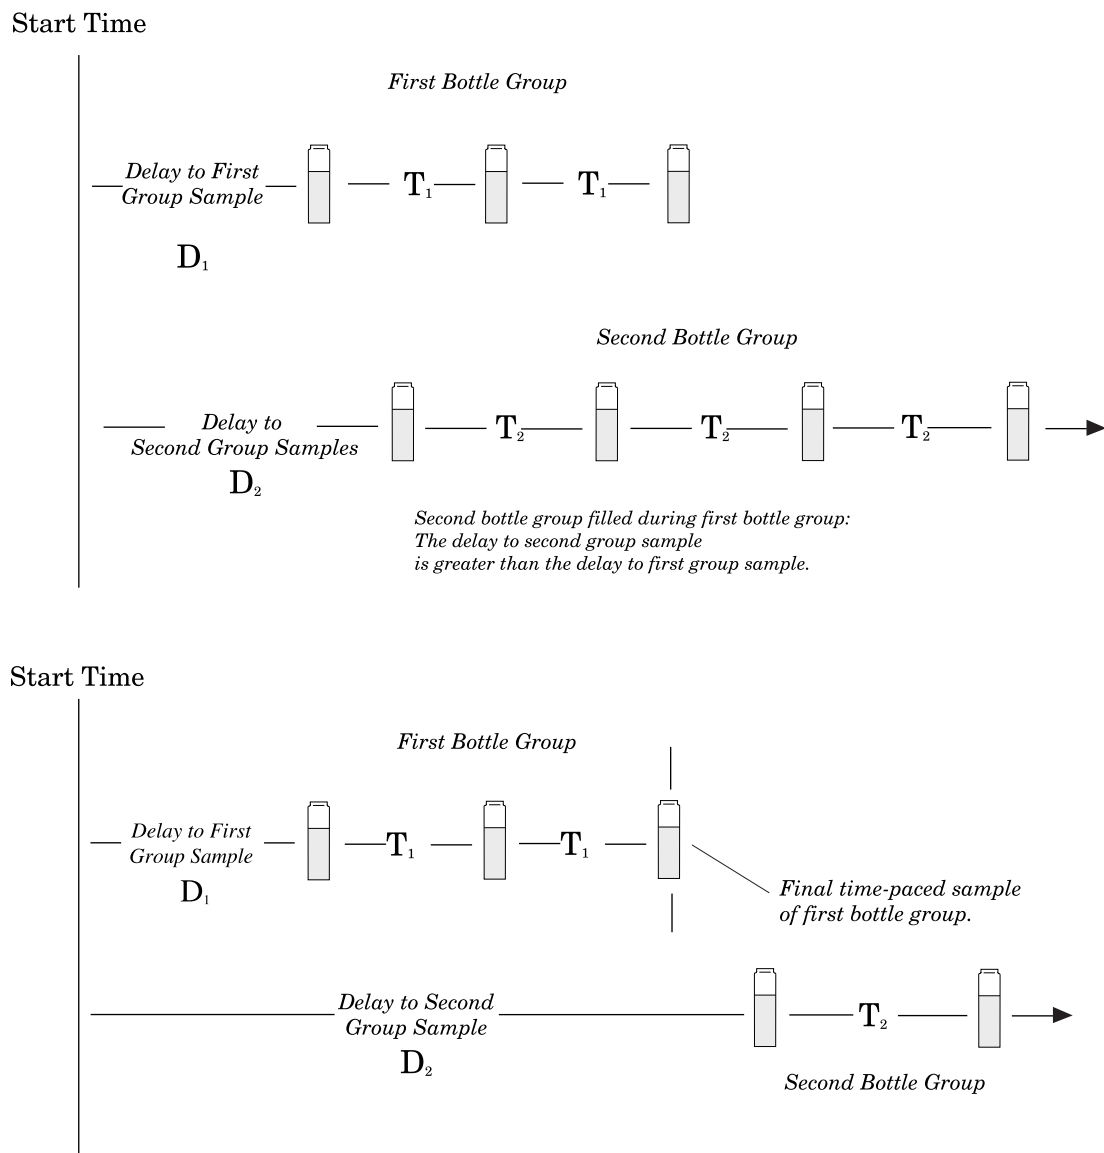 Start Time
First Bottle Group
Delay to First
Group Sample
T1 T1
D1
Second Bottle Group
Delay to
Second Group Samples
T2 T2 T2
D2
Second bottle group filled during first bottle group:
The delay to second group sample
is greater than the delay to first group sample.
Start Time
First Bottle Group
Delay to First
Group Sample
T1 T1
D1
Final time-paced sample
of first bottle group.
Delay to Second
Group Sample
T2
D2
Second Bottle Group